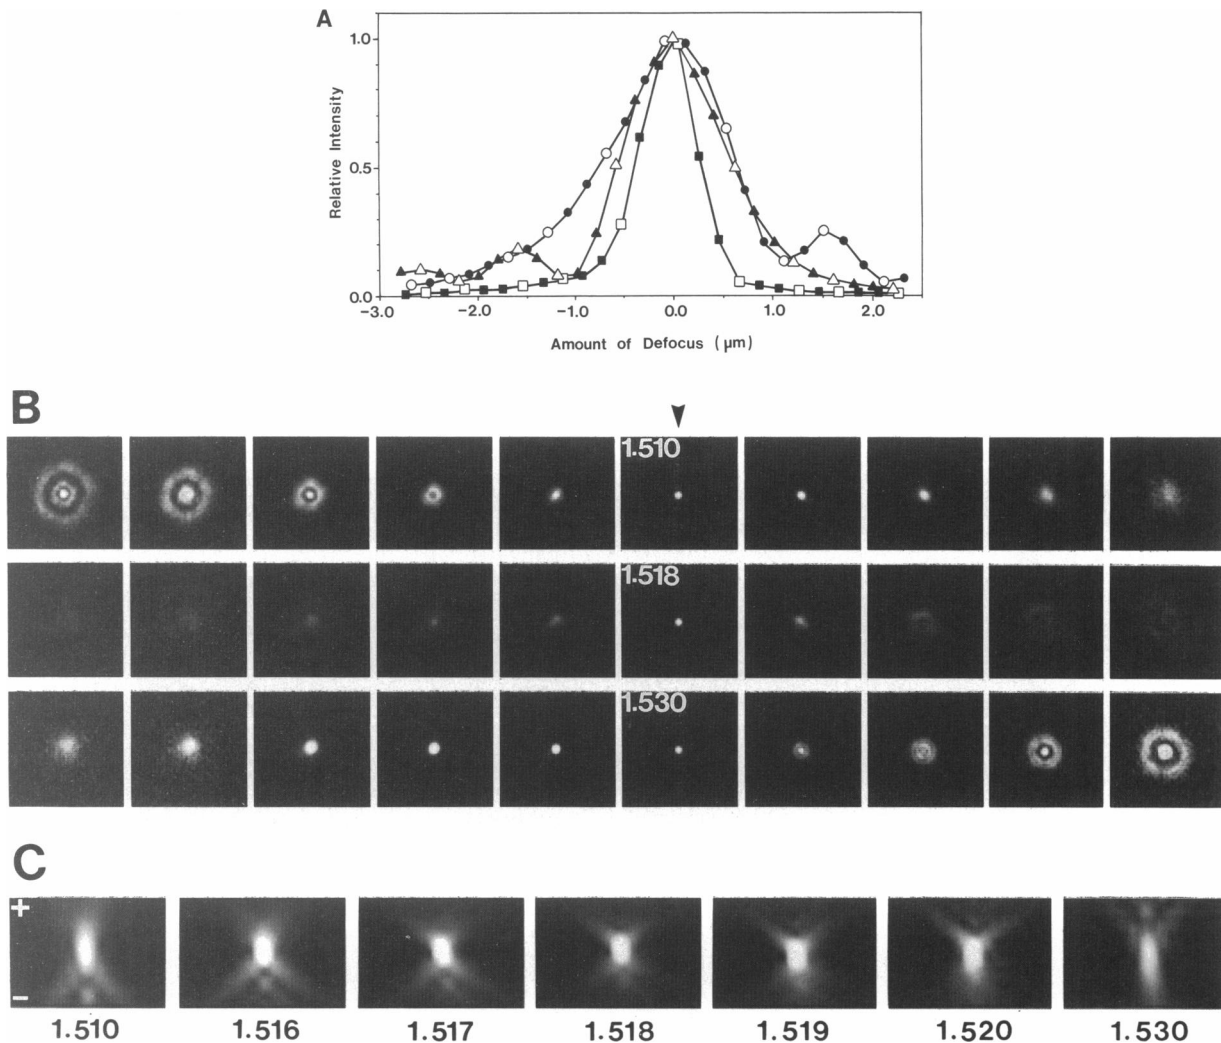 A
1.0
0.5
0.0
Relative Intensity
-3.0 -2.0 -1.0 0.0 1.0 2.0
Amount of Defocus (µm)
B
1.510
1.518
1.530
C
+
−
1.510 1.516 1.517 1.518 1.519 1.520 1.530